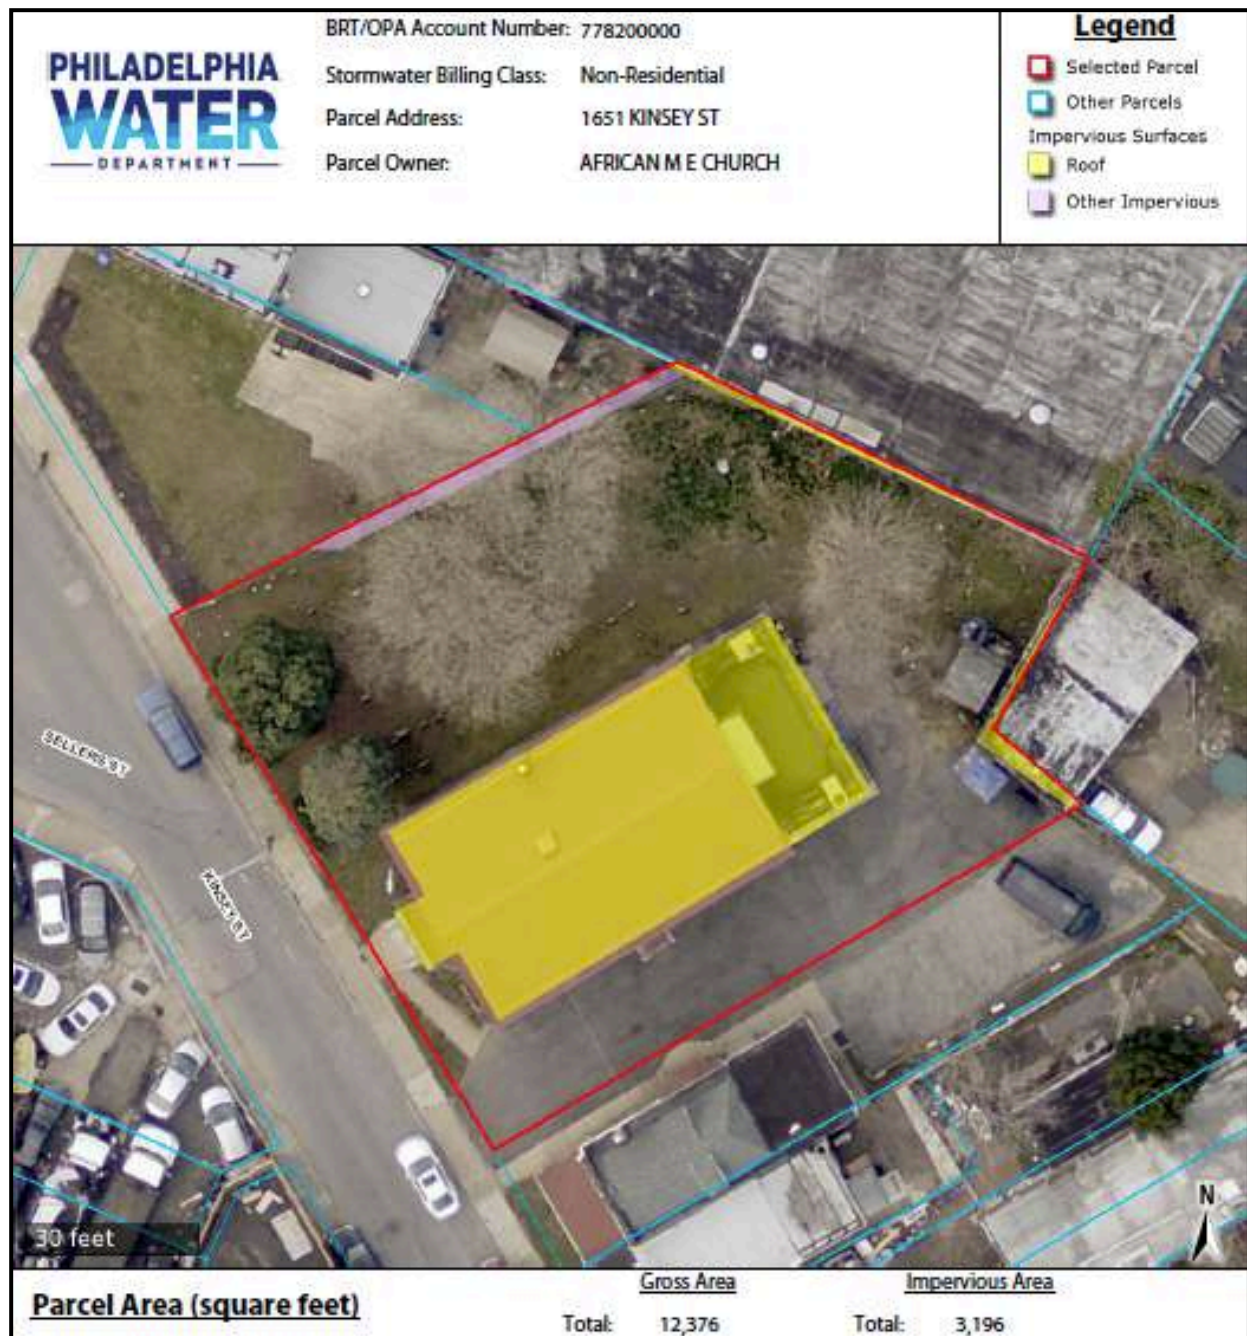 PHILADELPHIA
WATER
DEPARTMENT
BRT/OPA Account Number: 778200000
Stormwater Billing Class: Non-Residential
Parcel Address: 1651 KINSEY ST
Parcel Owner: AFRICAN M E CHURCH
Legend
Selected Parcel
Other Parcels
Impervious Surfaces
Roof
Other Impervious
SELLERS ST
KINSEY ST
30 feet
N
Parcel Area (square feet)
Gross Area
Total: 12,376
Impervious Area
Total: 3,196